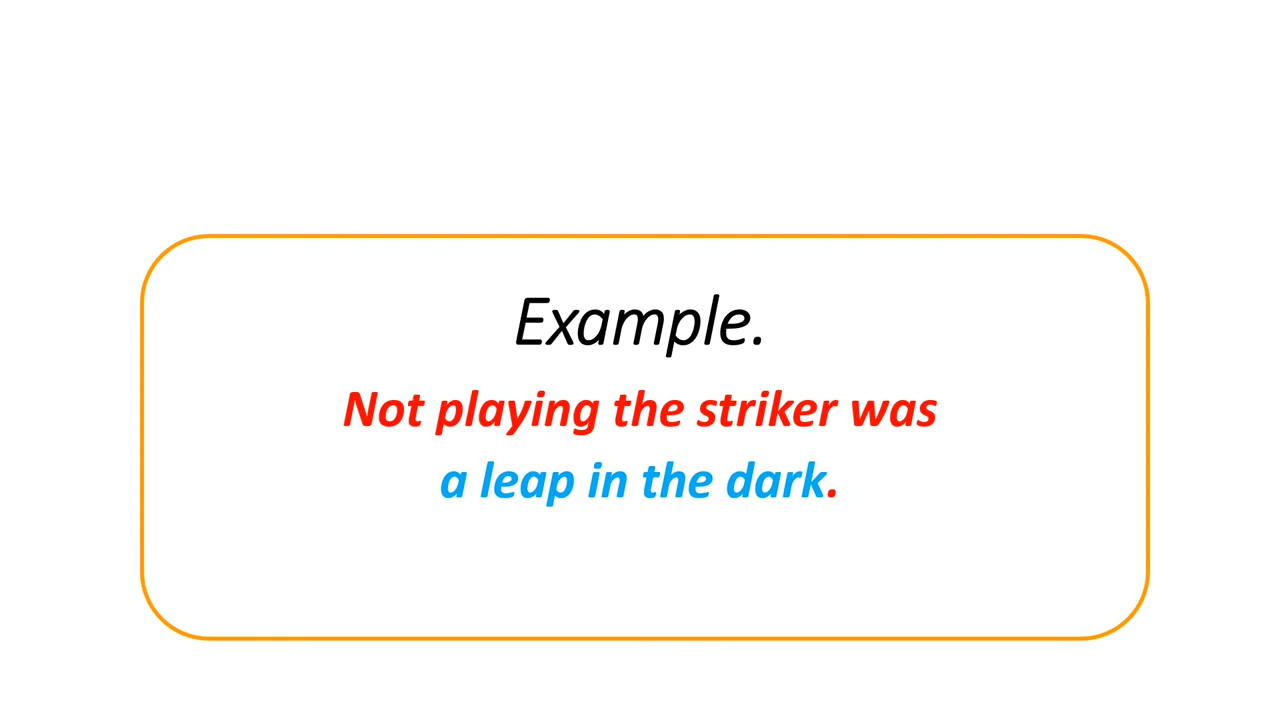 Example.
Not playing the striker was
a leap in the dark.